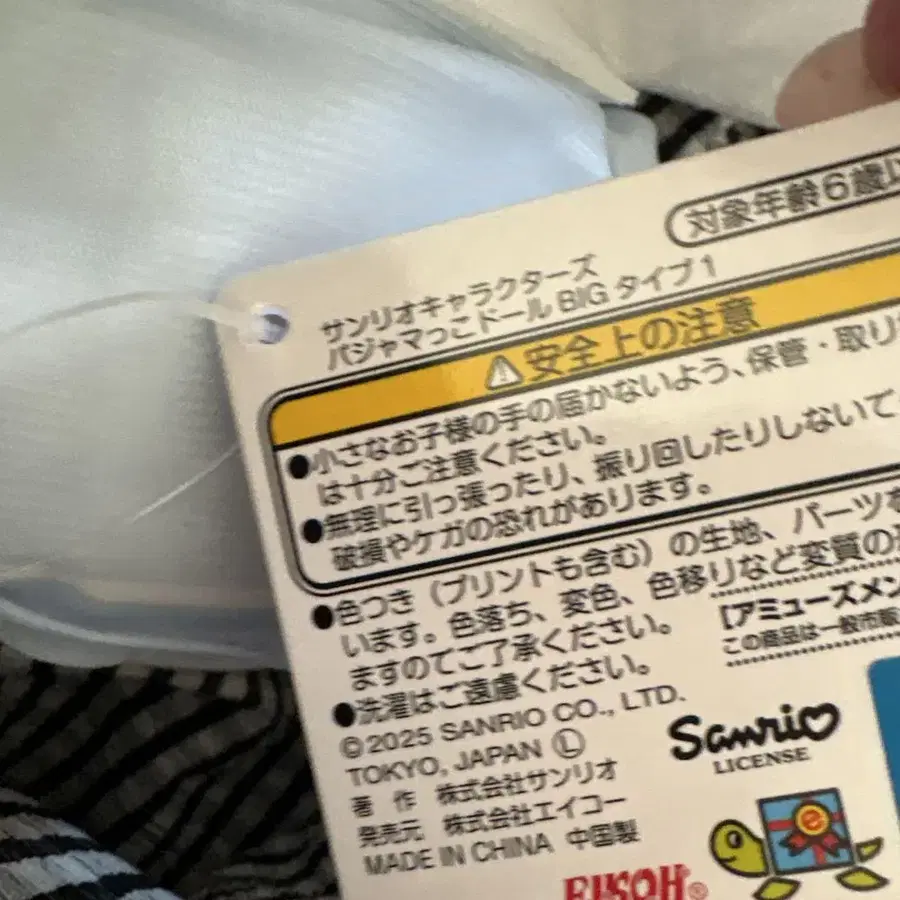 対象年齢6歳以
サンリオキャラクターズ
パジャマっこドール BIG タイプ1
安全上の注意
●小さなお子様の手の届かないよう、保管・取り
は十分ご注意ください。
●無理に引っ張ったり、振り回したりしないで
破損やケガの恐れがあります。
●色つき(プリントも含む)の生地、パーツを
います。色落ち、変色、色移りなど変質の
ますのでご了承ください。
●洗濯はご遠慮ください。
[アミューズメン
この商品は一般市販
©2025 SANRIO CO., LTD.
TOKYO, JAPAN Ⓛ
著 作 株式会社サンリオ
発売元 株式会社エイコー
MADE IN CHINA 中国製
Sanrio
LICENSE
e
EIKOH®